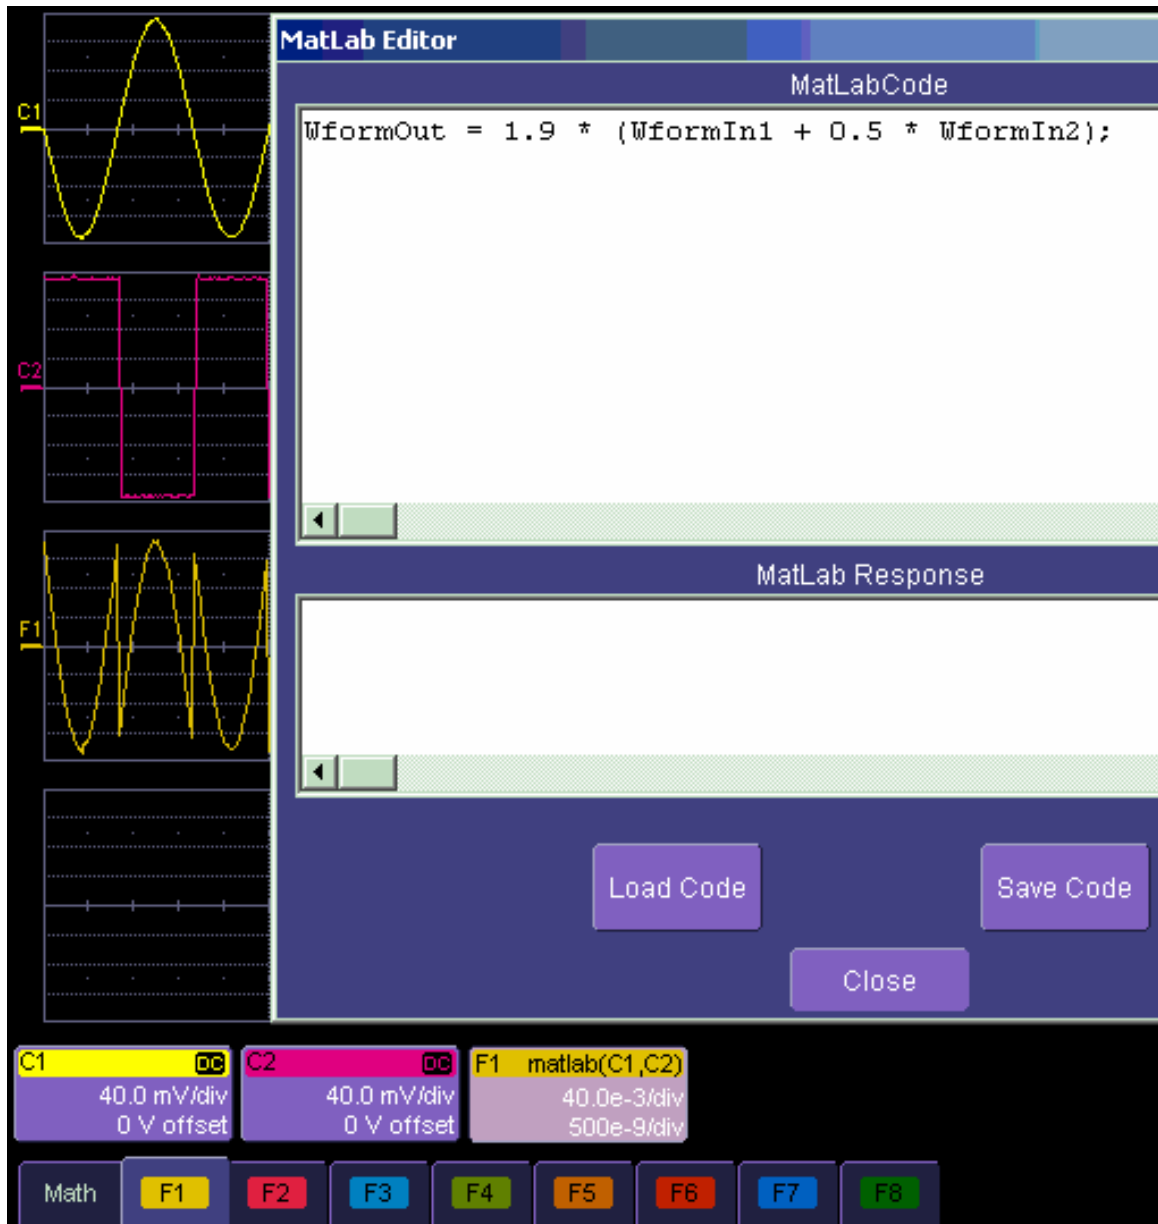 MatLab Editor
MatLabCode
C1
WformOut = 1.9 * (WformIn1 + 0.5 * WformIn2);
C2
MatLab Response
F1
Load Code
Save Code
Close
C1 DC
40.0 mV/div
0 V offset
C2 DC
40.0 mV/div
0 V offset
F1 matlab(C1,C2)
40.0e-3/div
500e-9/div
Math F1 F2 F3 F4 F5 F6 F7 F8